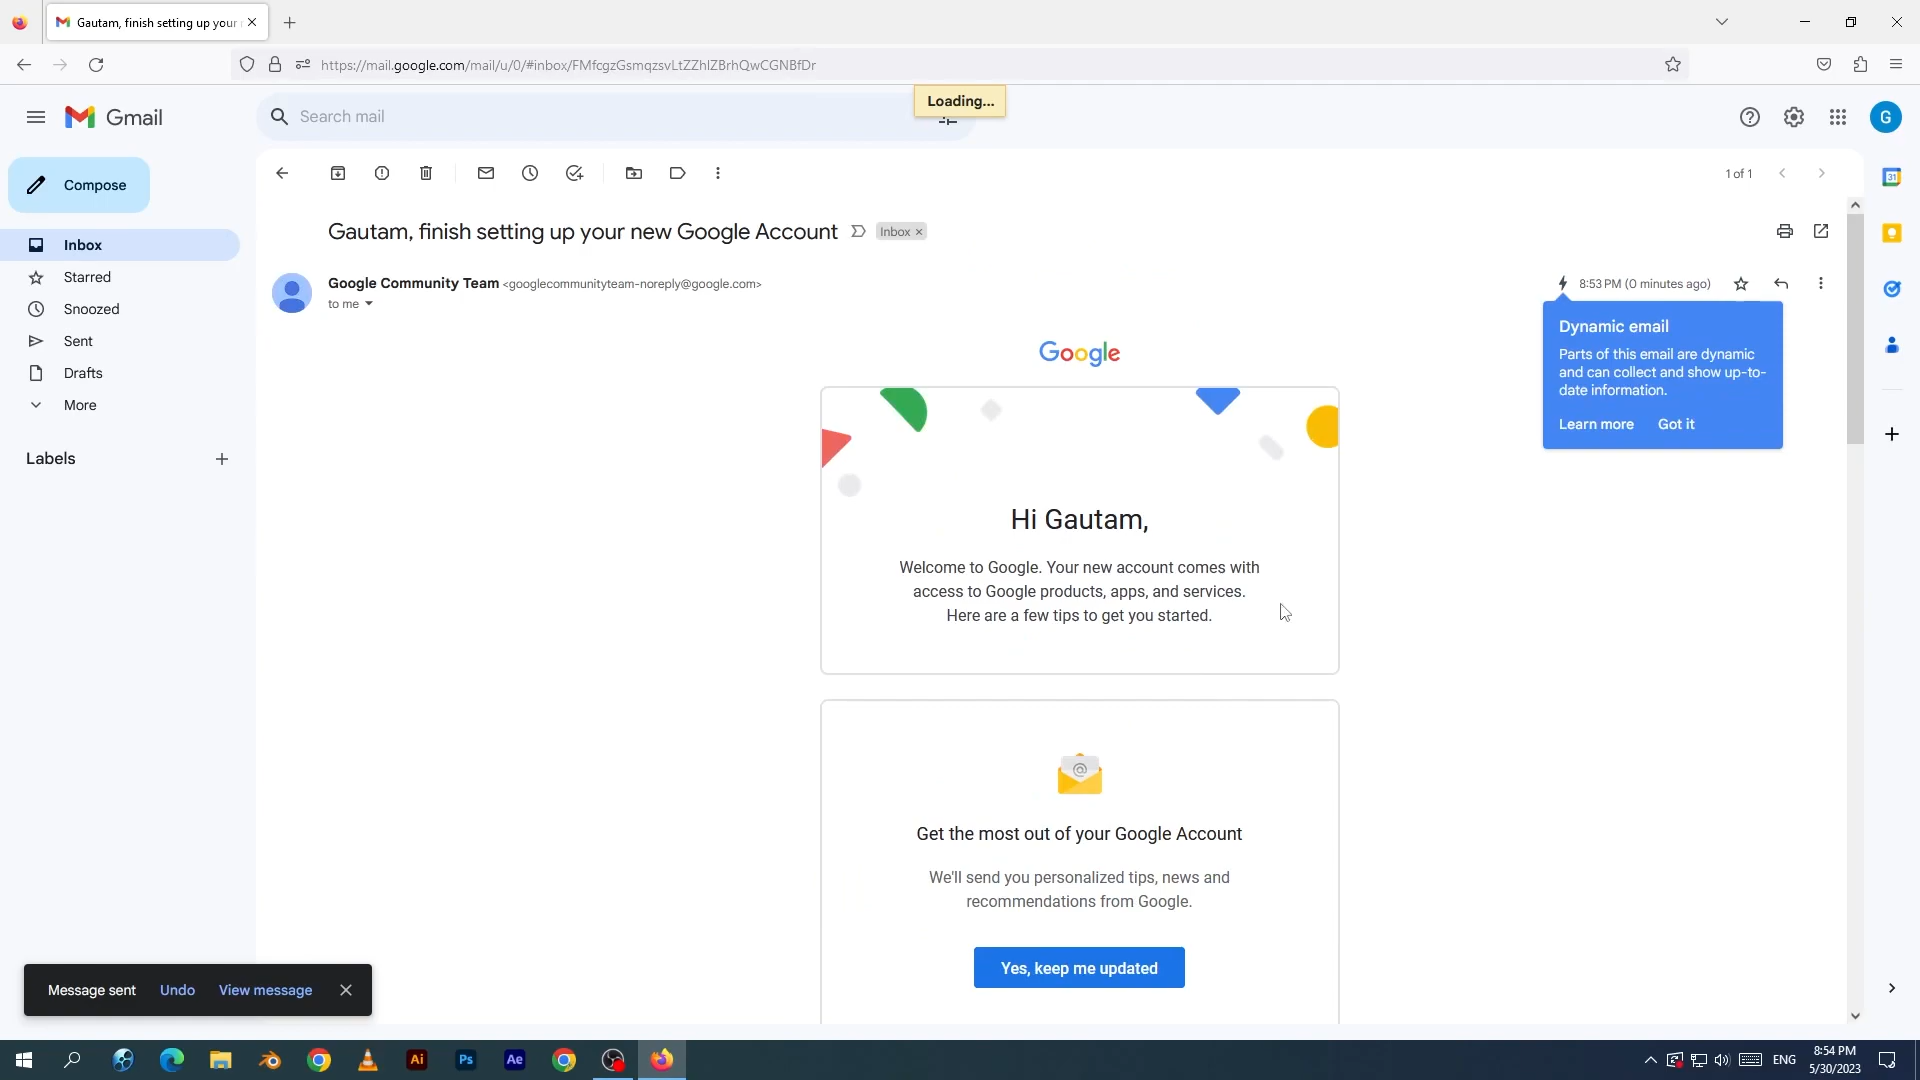 Gautam, finish setting up your
https://mail.google.com/mail/u/0/#inbox/FMfcgzGsmqzsvLtZZhlZBrhQwCGNBfDr
Loading...
Gmail
Search mail
G
Compose
1 of 1
31
Inbox
Starred
Snoozed
Sent
Drafts
More
Labels
Gautam, finish setting up your new Google Account
Inbox ×
Google Community Team <googlecommunityteam-noreply@google.com>
8:53 PM (0 minutes ago)
to me
Dynamic email
Parts of this email are dynamic
and can collect and show up-to-
date information.
Learn more Got it
Google
Hi Gautam,
Welcome to Google. Your new account comes with
access to Google products, apps, and services.
Here are a few tips to get you started.
@
Get the most out of your Google Account
We'll send you personalized tips, news and
recommendations from Google.
Yes, keep me updated
Message sent Undo View message
Ai Ps Ae
ENG
8:54 PM
5/30/2023